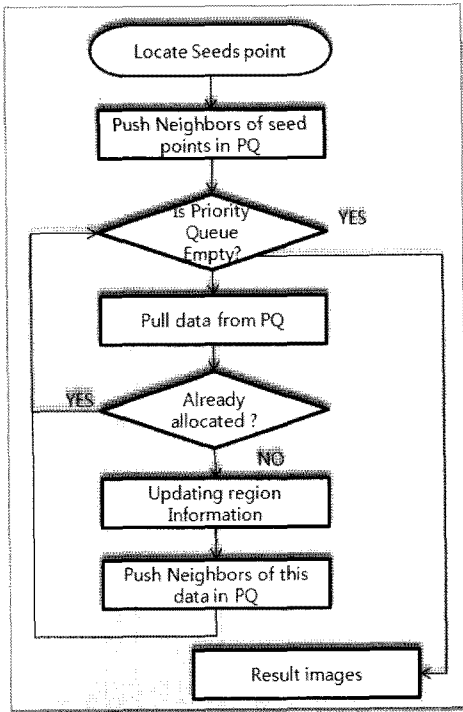 Locate Seeds point
Push Neighbors of seed
points in PQ
Is Priority
Queue
Empty?
YES
Pull data from PQ
YES
Already
allocated ?
NO
Updating region
Information
Push Neighbors of this
data in PQ
Result images